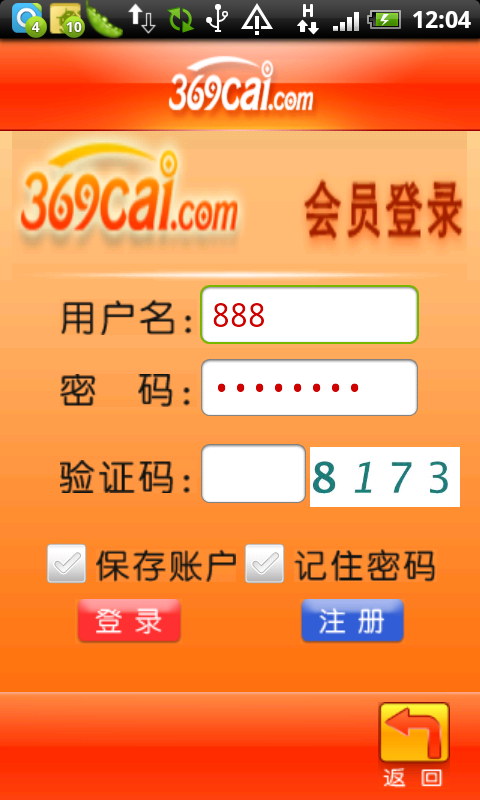 4
10
H
12:04
369cai.com
369cai.com 会员登录
用户名: 888
密 码: ••••••••
验证码: 8173
保存账户 记住密码
登录 注册
返回